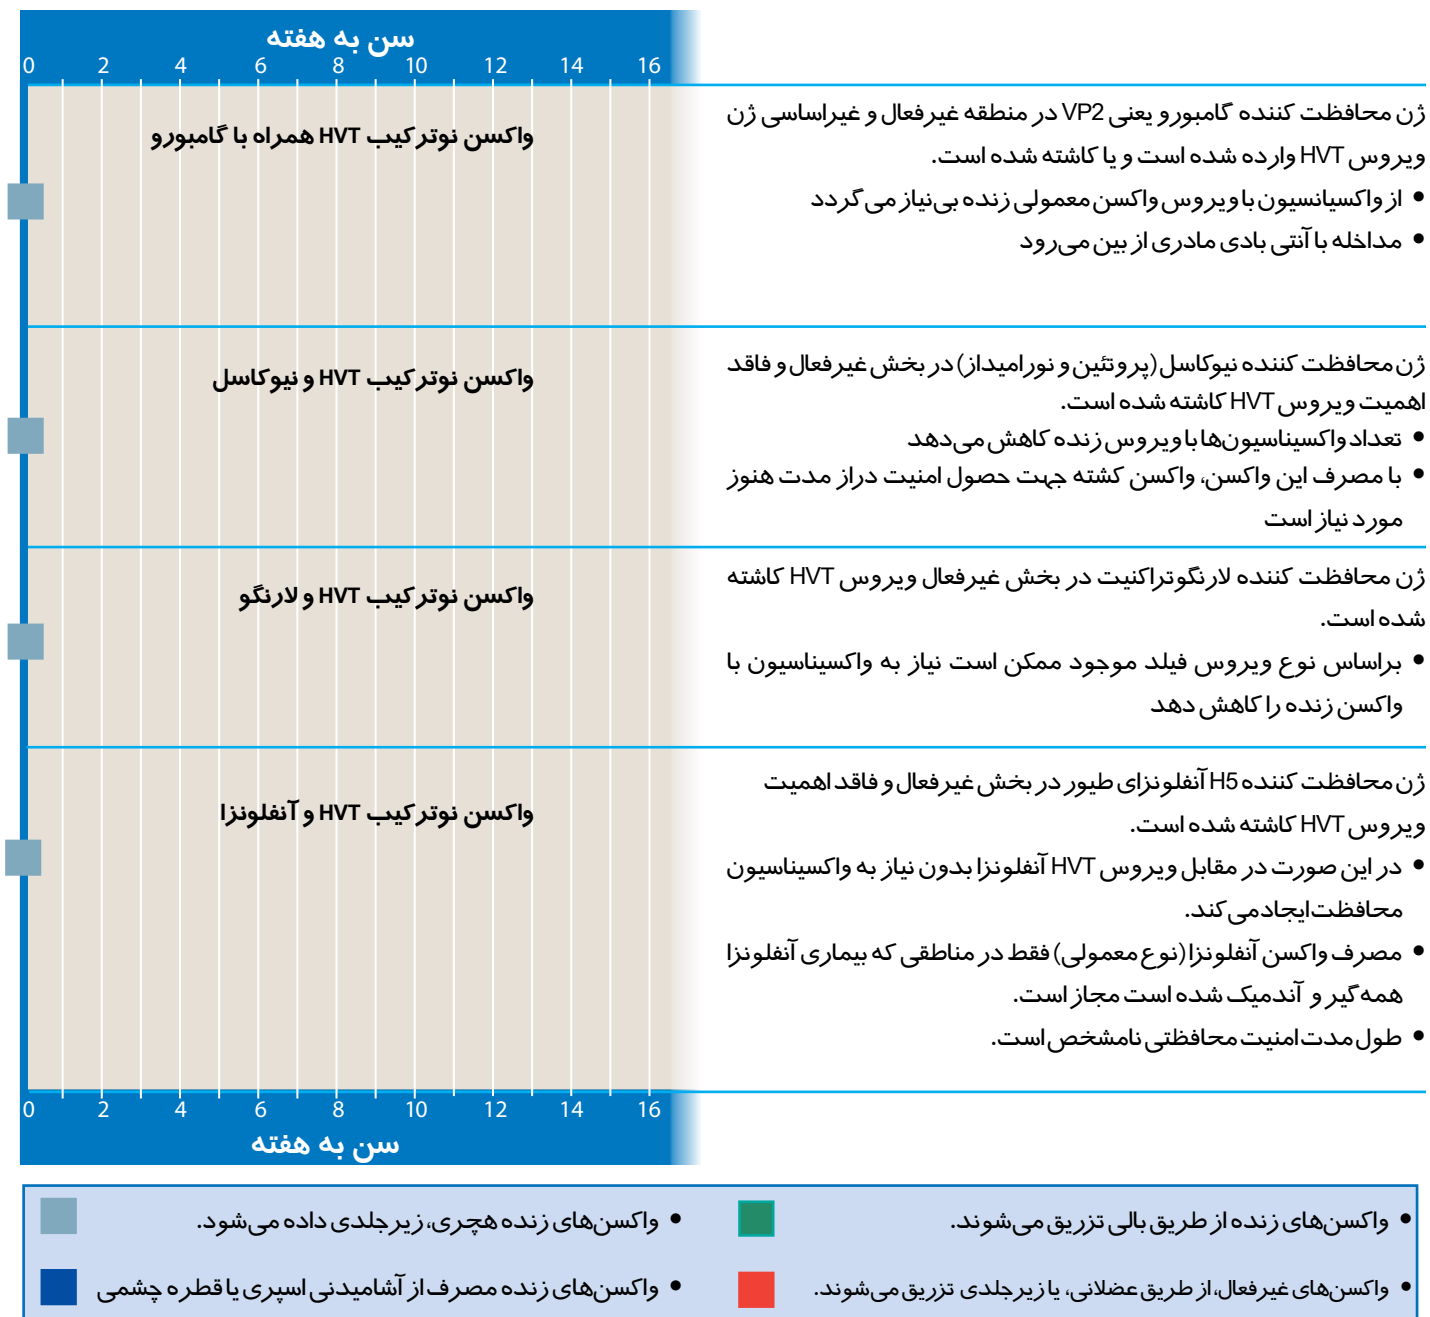 سن به هفته
0 2 4 6 8 10 12 14 16
واکسن نوترکیب HVT همراه با گامبورو
ژن محافظت کننده گامبورو یعنی VP2 در منطقه غیرفعال و غیراساسی ژن
ویروس HVT وارده شده است و یا کاشته شده است.
• از واکسیانسیون با ویروس واکسن معمولی زنده بی‌نیاز می گردد
• مداخله با آنتی بادی مادری از بین می‌رود
واکسن نوترکیب HVT و نیوکاسل
ژن محافظت کننده نیوکاسل (پروتئین و نورامیداز) در بخش غیرفعال و فاقد
اهمیت ویروس HVT کاشته شده است.
• تعداد واکسیناسیون‌ها با ویروس زنده کاهش می‌دهد
• با مصرف این واکسن، واکسن کشته جهت حصول امنیت دراز مدت هنوز
مورد نیاز است
واکسن نوترکیب HVT و لارنگو
ژن محافظت کننده لارنگوتراکنیت در بخش غیرفعال ویروس HVT کاشته
شده است.
• براساس نوع ویروس فیلد موجود ممکن است نیاز به واکسیناسیون با
واکسن زنده را کاهش دهد
واکسن نوترکیب HVT و آنفلونزا
ژن محافظت کننده H5 آنفلونزای طیور در بخش غیرفعال و فاقد اهمیت
ویروس HVT کاشته شده است.
• در این صورت در مقابل ویروس HVT آنفلونزا بدون نیاز به واکسیناسیون
محافظت ایجاد می کند.
• مصرف واکسن آنفلونزا (نوع معمولی) فقط در مناطقی که بیماری آنفلونزا
همه گیر و آندمیک شده است مجاز است.
• طول مدت امنیت محافظتی نامشخص است.
0 2 4 6 8 10 12 14 16
سن به هفته
• واکسن‌های زنده از طریق بالی تزریق می‌شوند.
• واکسن‌های زنده هچری، زیرجلدی داده می‌شود.
• واکسن‌های غیرفعال، از طریق عضلانی، یا زیرجلدی تزریق می‌شوند.
• واکسن‌های زنده مصرف از آشامیدنی اسپری یا قطره چشمی